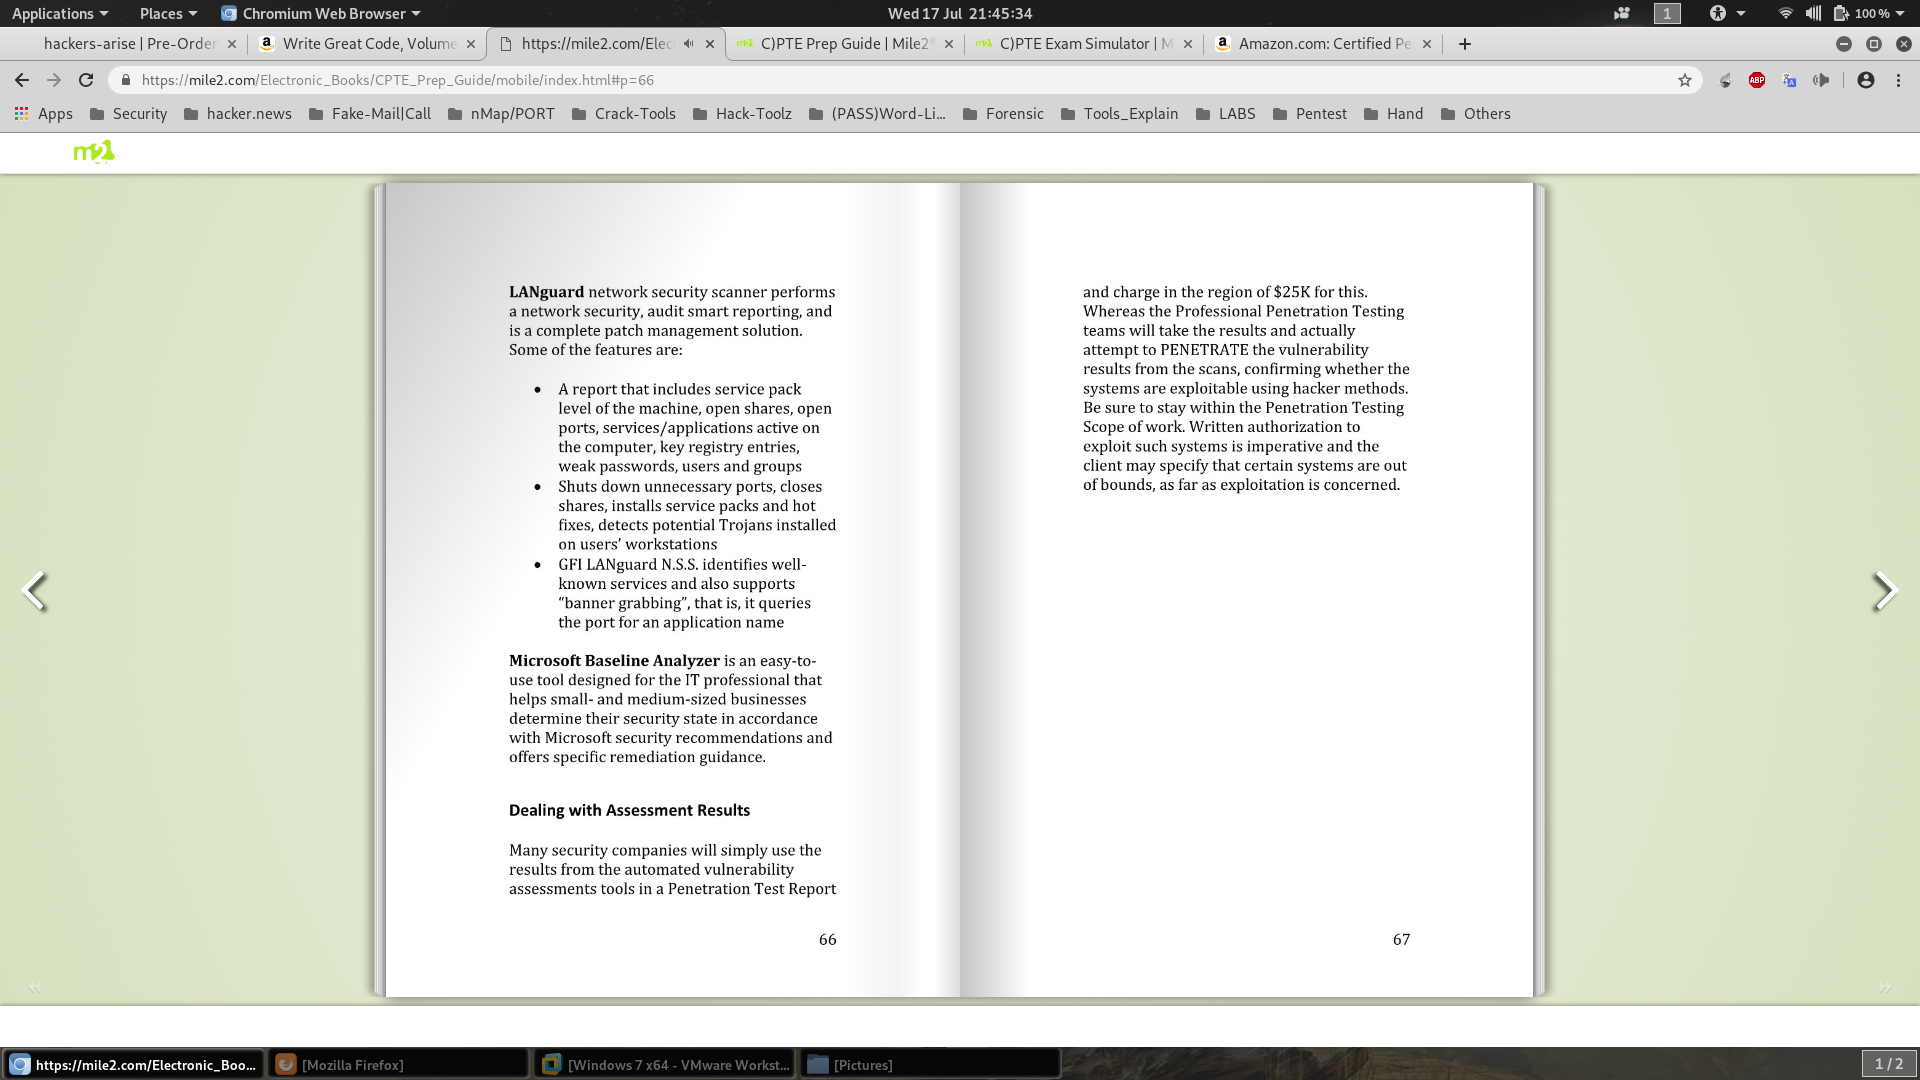 Applications Places Chromium Web Browser Wed 17 Jul 21:45:34 1 100 %
hackers-arise | Pre-Order Write Great Code, Volume https://mile2.com/Elec C)PTE Prep Guide | Mile2® C)PTE Exam Simulator | M Amazon.com: Certified Pe
https://mile2.com/Electronic_Books/CPTE_Prep_Guide/mobile/index.html#p=66 ABP
Apps Security hacker.news Fake-Mail|Call nMap/PORT Crack-Tools Hack-Toolz (PASS)Word-Li... Forensic Tools_Explain LABS Pentest Hand Others
m2
LANguard network security scanner performs
a network security, audit smart reporting, and
is a complete patch management solution.
Some of the features are:
• A report that includes service pack
level of the machine, open shares, open
ports, services/applications active on
the computer, key registry entries,
weak passwords, users and groups
• Shuts down unnecessary ports, closes
shares, installs service packs and hot
fixes, detects potential Trojans installed
on users’ workstations
• GFI LANguard N.S.S. identifies well-
known services and also supports
“banner grabbing”, that is, it queries
the port for an application name
Microsoft Baseline Analyzer is an easy-to-
use tool designed for the IT professional that
helps small- and medium-sized businesses
determine their security state in accordance
with Microsoft security recommendations and
offers specific remediation guidance.
Dealing with Assessment Results
Many security companies will simply use the
results from the automated vulnerability
assessments tools in a Penetration Test Report
66
and charge in the region of $25K for this.
Whereas the Professional Penetration Testing
teams will take the results and actually
attempt to PENETRATE the vulnerability
results from the scans, confirming whether the
systems are exploitable using hacker methods.
Be sure to stay within the Penetration Testing
Scope of work. Written authorization to
exploit such systems is imperative and the
client may specify that certain systems are out
of bounds, as far as exploitation is concerned.
67
https://mile2.com/Electronic_Boo... [Mozilla Firefox] [Windows 7 x64 - VMware Workst... [Pictures] 1 / 2